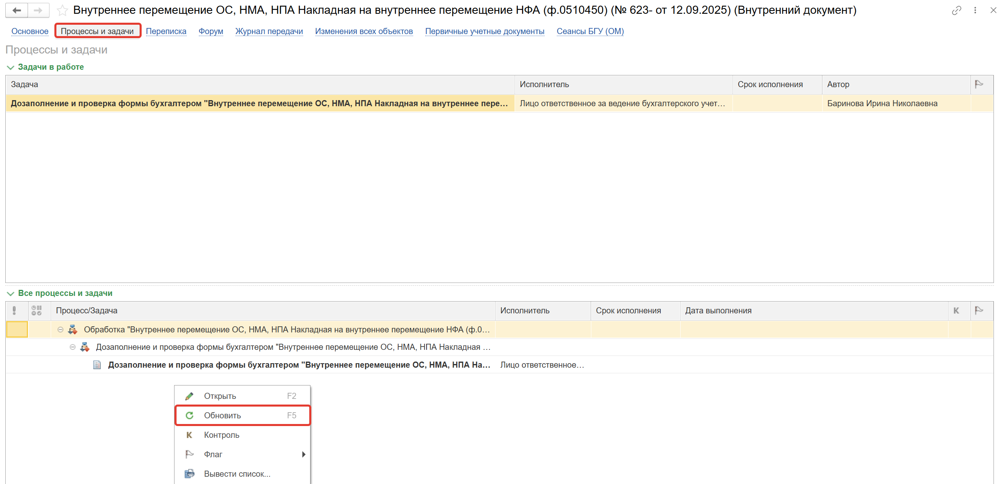 Внутреннее перемещение ОС, НМА, НПА Накладная на внутреннее перемещение НФА (ф.0510450) (№ 623- от 12.09.2025) (Внутренний документ)
Основное Процессы и задачи Переписка Форум Журнал передачи Изменения всех объектов Первичные учетные документы Сеансы БГУ (ОМ)
Процессы и задачи
Задачи в работе
Задача Исполнитель Срок исполнения Автор
Дозаполнение и проверка формы бухгалтером "Внутреннее перемещение ОС, НМА, НПА Накладная на внутреннее пере... Лицо ответственное за ведение бухгалтерского учет... Баринова Ирина Николаевна
Все процессы и задачи
Процесс/Задача Исполнитель Срок исполнения Дата выполнения К
Обработка "Внутреннее перемещение ОС, НМА, НПА Накладная на внутреннее перемещение НФА (ф.0...
Дозаполнение и проверка формы бухгалтером "Внутреннее перемещение ОС, НМА, НПА Накладная ...
Дозаполнение и проверка формы бухгалтером "Внутреннее перемещение ОС, НМА, НПА На... Лицо ответственное...
Открыть F2
Обновить F5
К Контроль
Флаг
Вывести список...